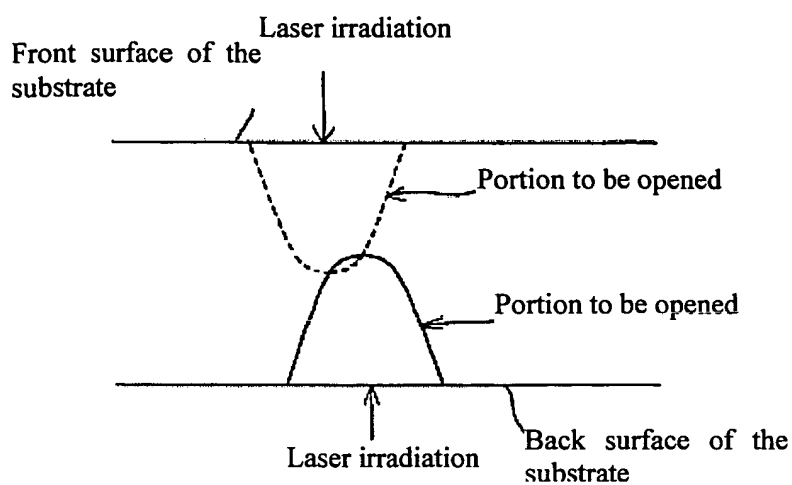 Laser irradiation
Front surface of the
substrate
Portion to be opened
Portion to be opened
Laser irradiation
Back surface of the
substrate